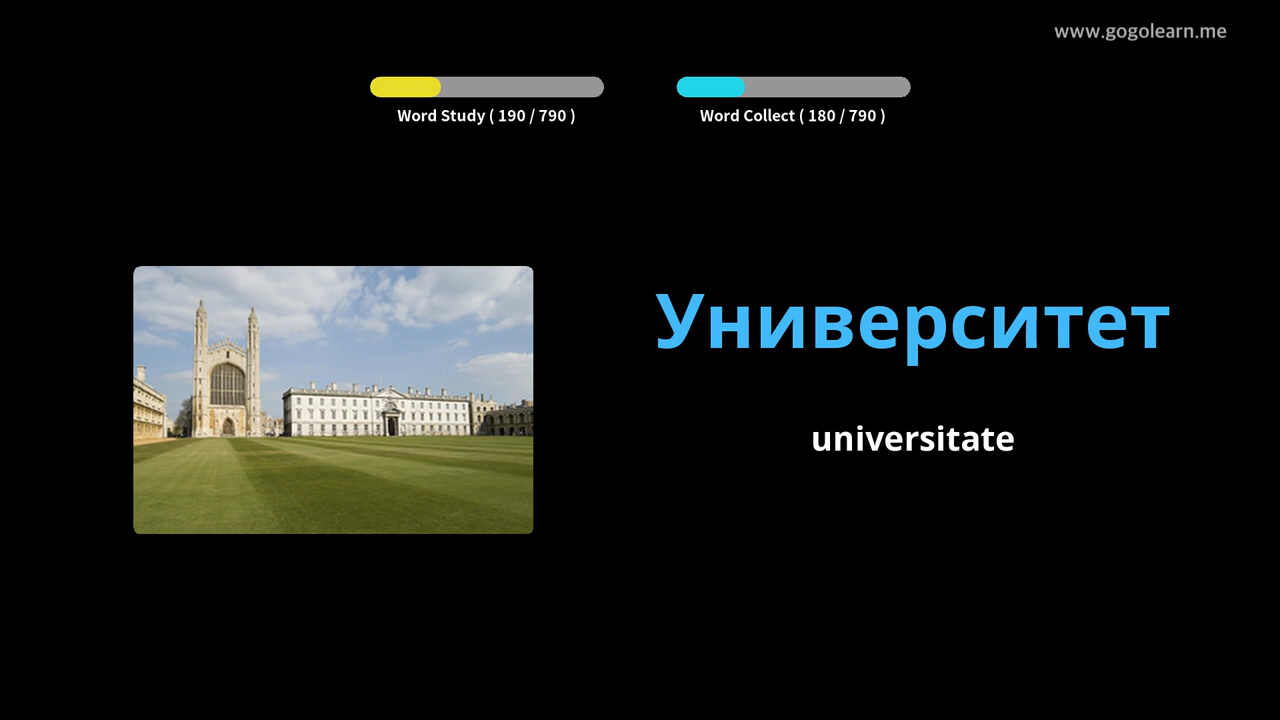 www.gogolearn.me
Word Study ( 190 / 790 )
Word Collect ( 180 / 790 )
Университет
universitate